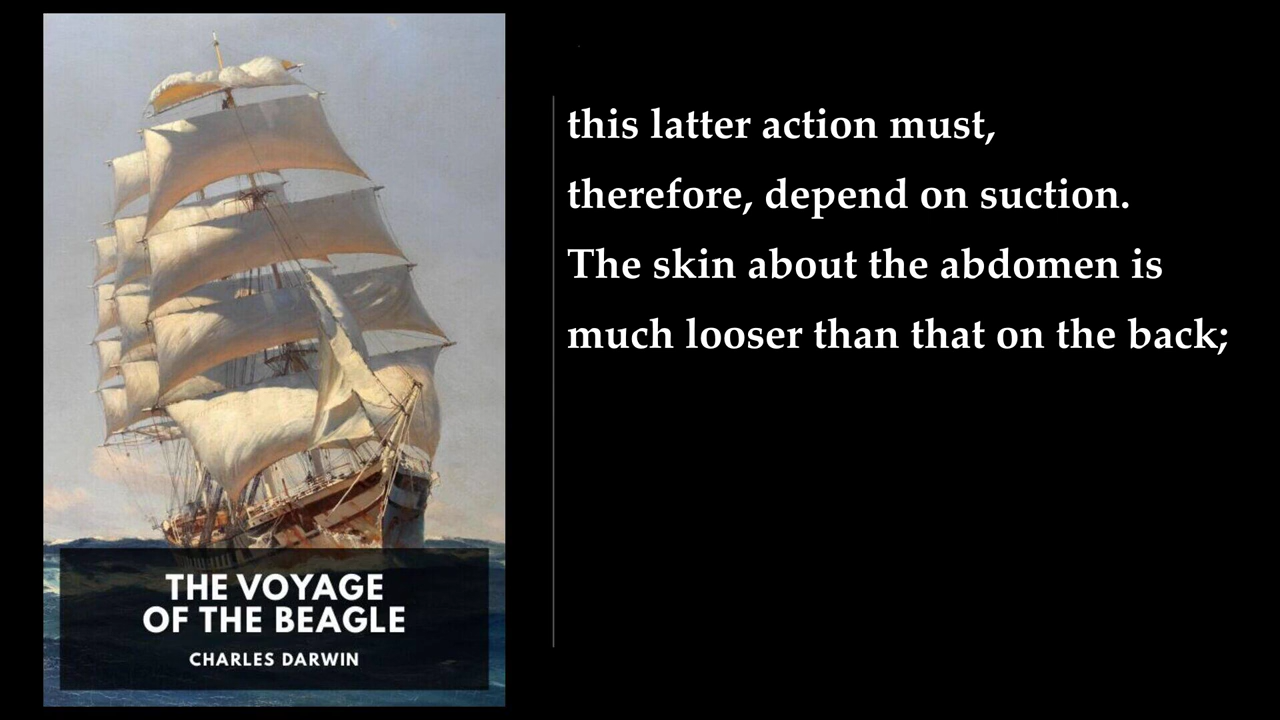 THE VOYAGE
OF THE BEAGLE
CHARLES DARWIN
this latter action must,
therefore, depend on suction.
The skin about the abdomen is
much looser than that on the back;